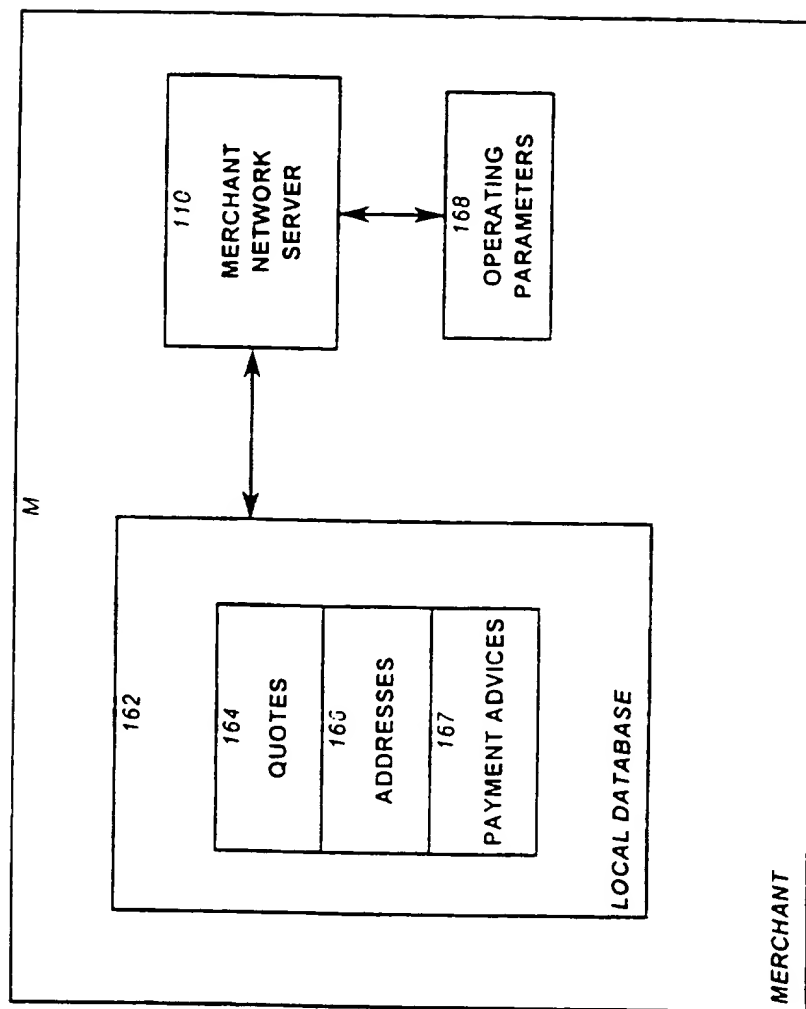 M
162
164
QUOTES
ADDRESSES
167
PAYMENT ADVICES
LOCAL DATABASE
110
MERCHANT
NETWORK
SERVER
168
OPERATING
PARAMETERS
MERCHANT